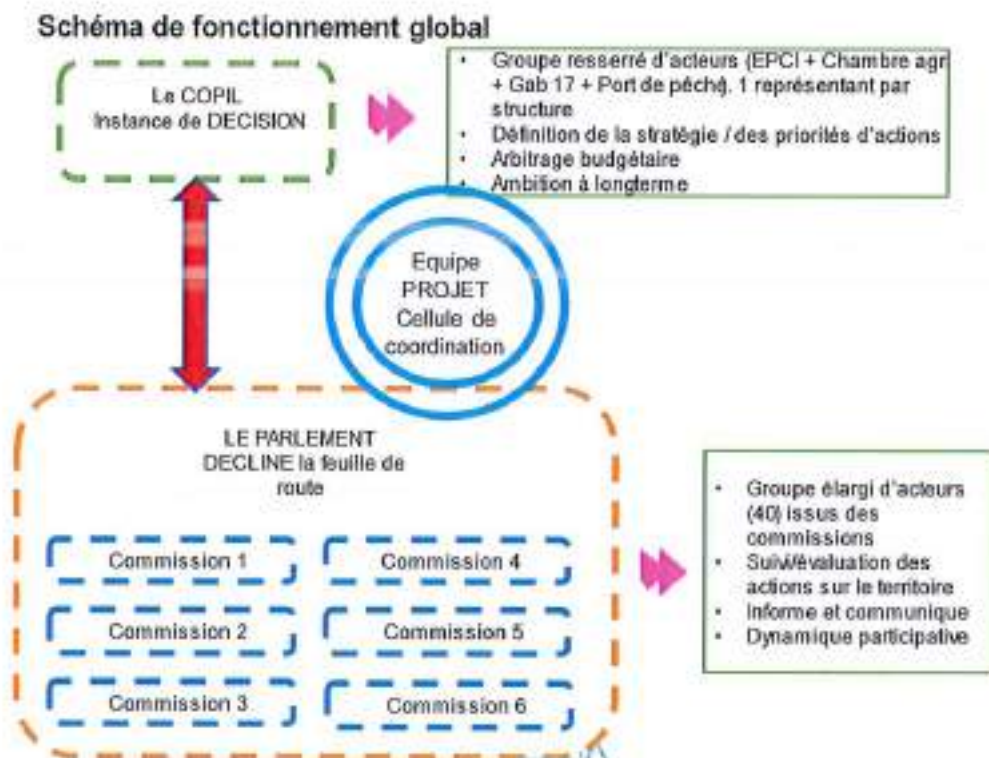 Schéma de fonctionnement global
Le COPIL
Instance de DECISION
• Groupe resserré d'acteurs (EPCI + Chambre agr
+ Gab 17 + Port de pêché), 1 représentant par
structure
• Définition de la stratégie / des priorités d'actions
• Arbitrage budgétaire
• Ambition à longterme
Equipe
PROJET
Cellule de
coordination
LE PARLEMENT
DECLINE la feuille de
route
Commission 1
Commission 4
Commission 2
Commission 5
Commission 3
Commission 6
• Groupe élargi d'acteurs
(40) issus des
commissions
• Suivi/évaluation des
actions sur le territoire
• Informe et communique
• Dynamique participative